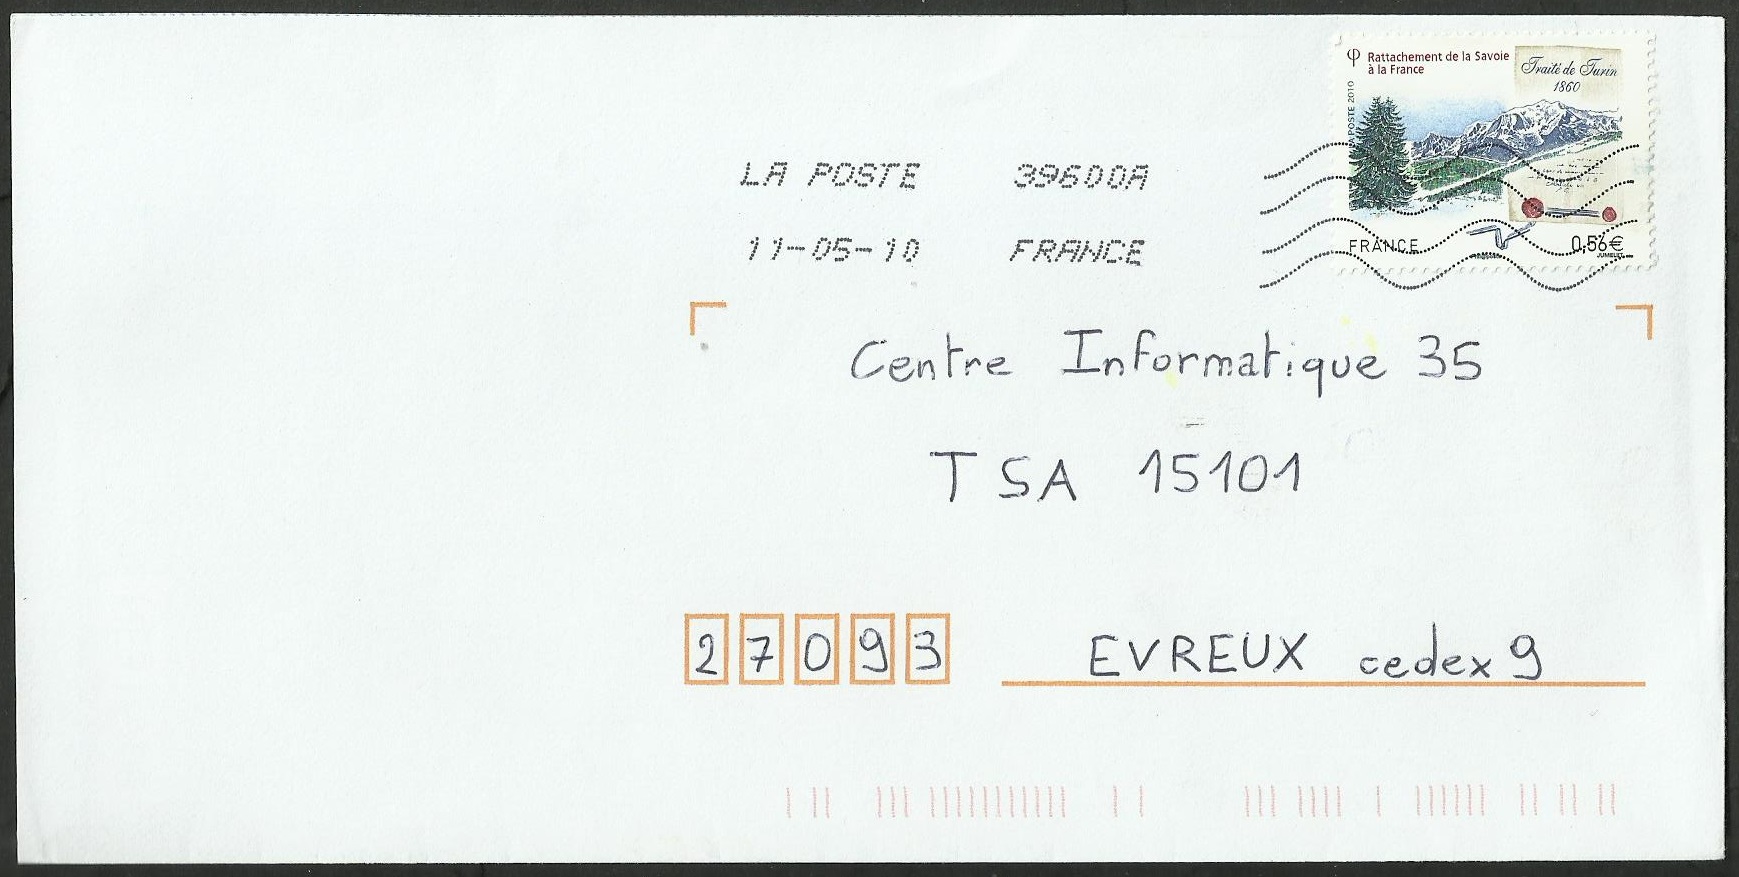 Rattachement de la Savoie
à la France
Traité de Turin
1860
LA POSTE 2010
FRANCE
0,56€
JUMELET
LA POSTE 39600A
11-05-10 FRANCE
Centre Informatique 35
TSA 15101
27093 EVREUX cedex 9